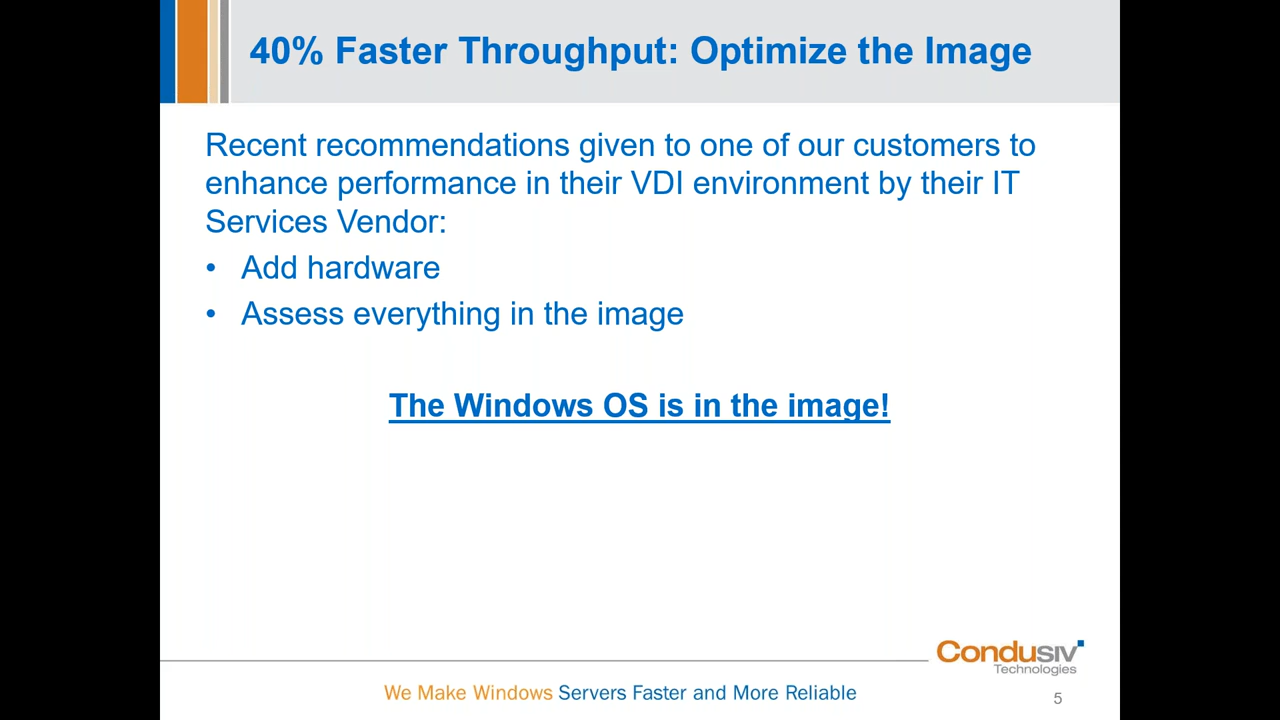 40% Faster Throughput: Optimize the Image
Recent recommendations given to one of our customers to
enhance performance in their VDI environment by their IT
Services Vendor:
• Add hardware
• Assess everything in the image
The Windows OS is in the image!
Condusiv
Technologies
We Make Windows Servers Faster and More Reliable
5